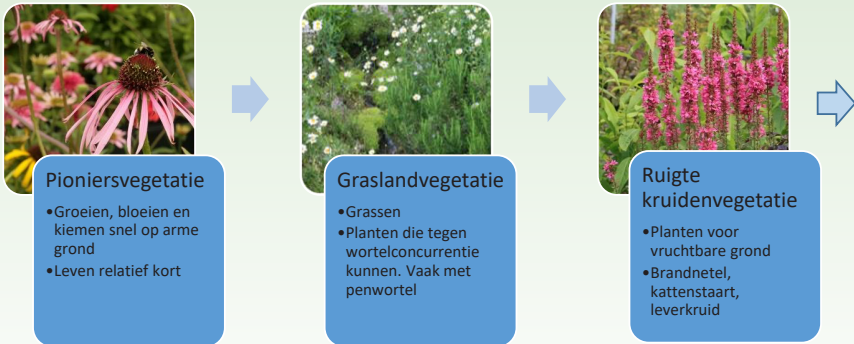 Pioniersvegetatie
•Groeien, bloeien en
kiemen snel op arme
grond
•Leven relatief kort
Graslandvegetatie
•Grassen
•Planten die tegen
wortelconcurrentie
kunnen. Vaak met
penwortel
Ruigte
kruidenvegetatie
•Planten voor
vruchtbare grond
•Brandnetel,
kattenstaart,
leverkruid